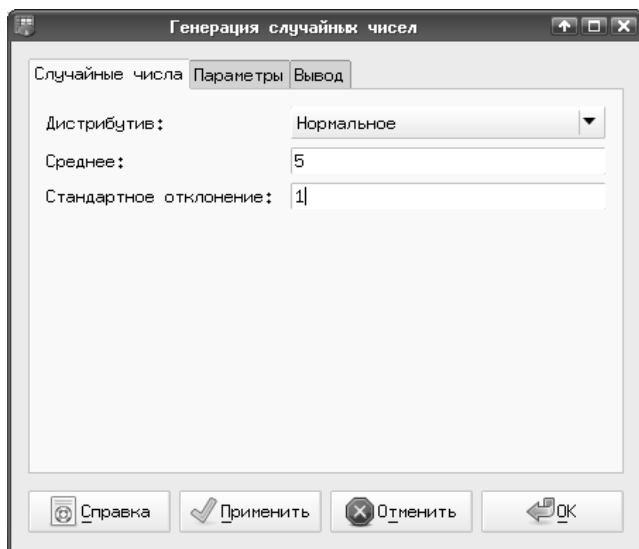 Генерация случайных чисел
Случайные числа Параметры Вывод
Дистрибутив: Нормальное
Среднее: 5
Стандартное отклонение: 1
Справка Применить Отменить OK